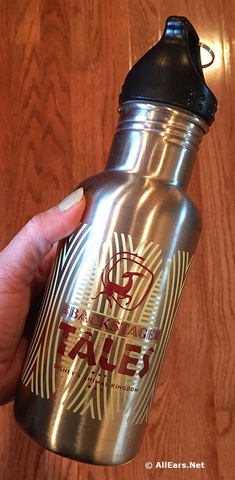 BACKSTAGE
TALES
DISNEY'S ANIMAL KINGDOM
© AllEars.Net